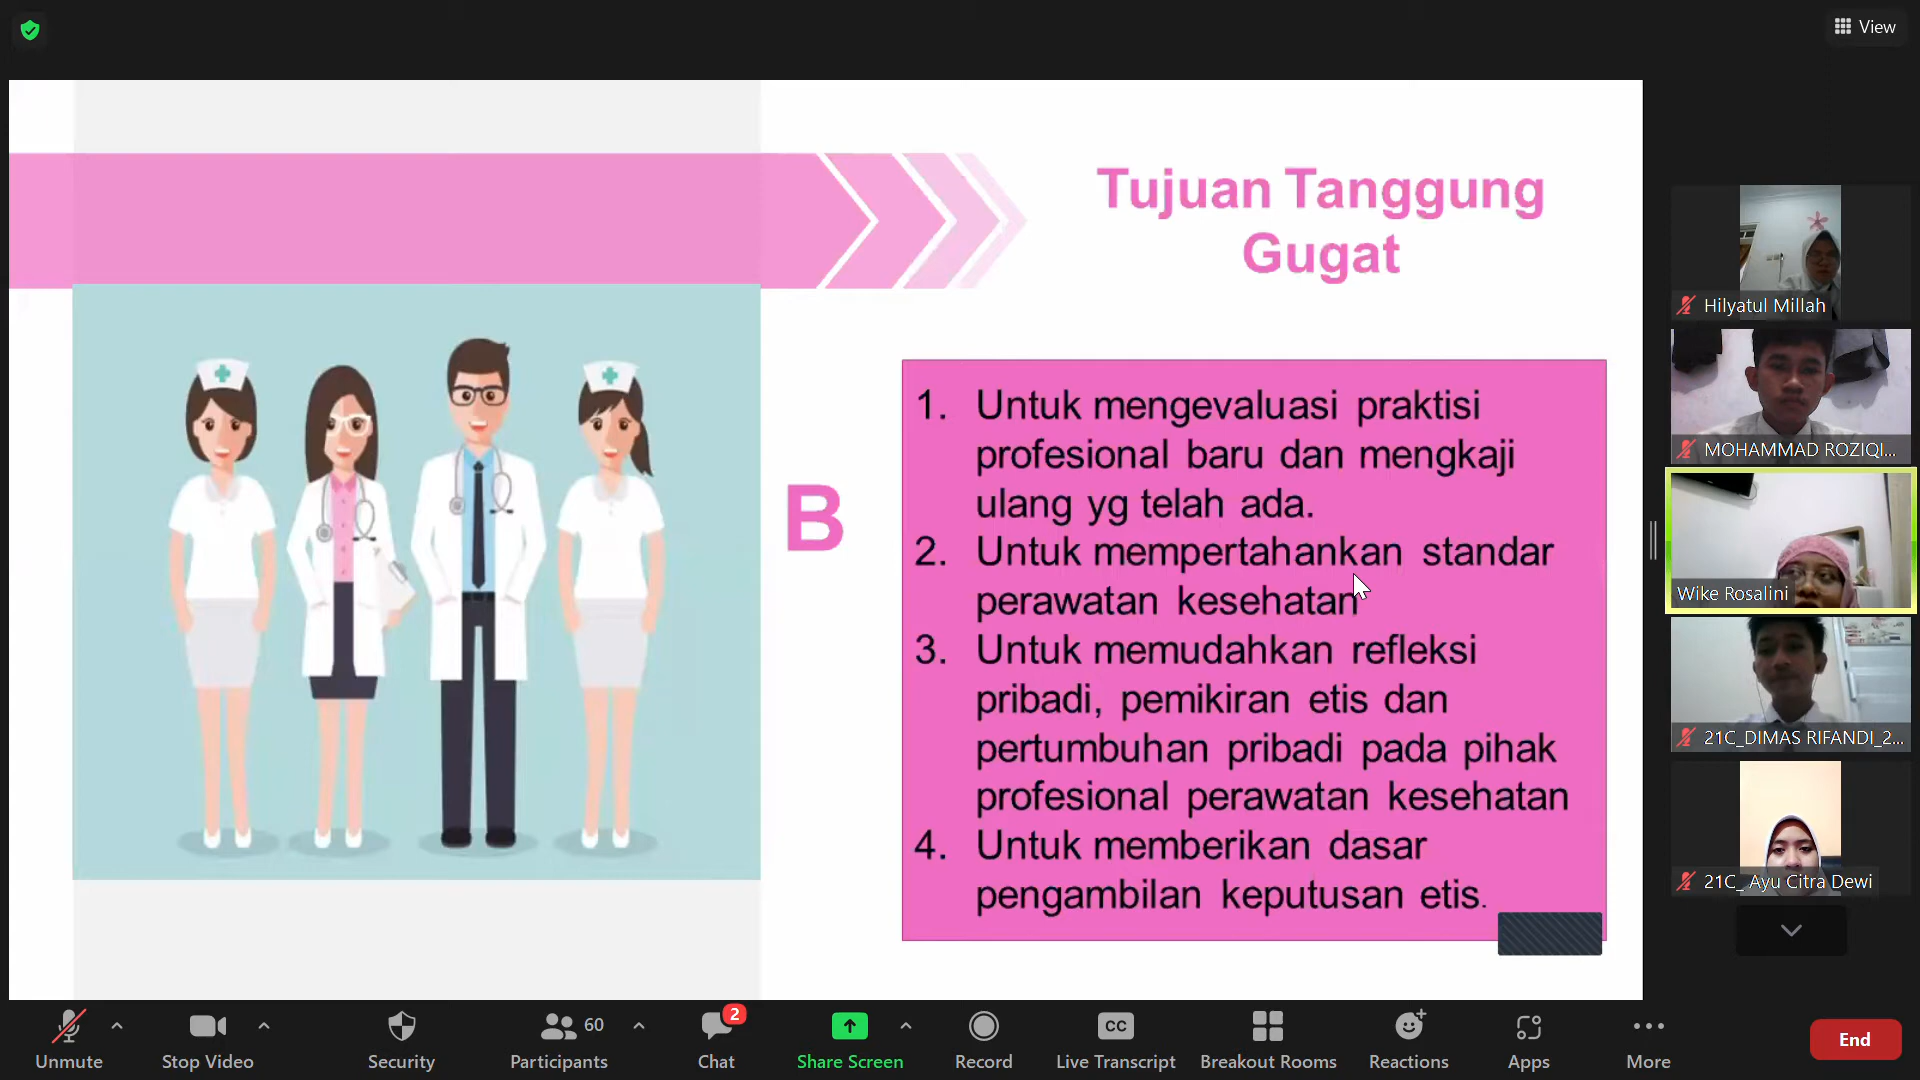 View
Tujuan Tanggung
Gugat
B
1. Untuk mengevaluasi praktisi
profesional baru dan mengkaji
ulang yg telah ada.
2. Untuk mempertahankan standar
perawatan kesehatan
3. Untuk memudahkan refleksi
pribadi, pemikiran etis dan
pertumbuhan pribadi pada pihak
profesional perawatan kesehatan
4. Untuk memberikan dasar
pengambilan keputusan etis.
Hilyatul Millah
MOHAMMAD ROZIQI...
Wike Rosalini
21C_DIMAS RIFANDI_2...
21C_ Ayu Citra Dewi
Unmute
Stop Video
Security
60
Participants
2
Chat
Share Screen
Record
CC
Live Transcript
Breakout Rooms
Reactions
Apps
More
End